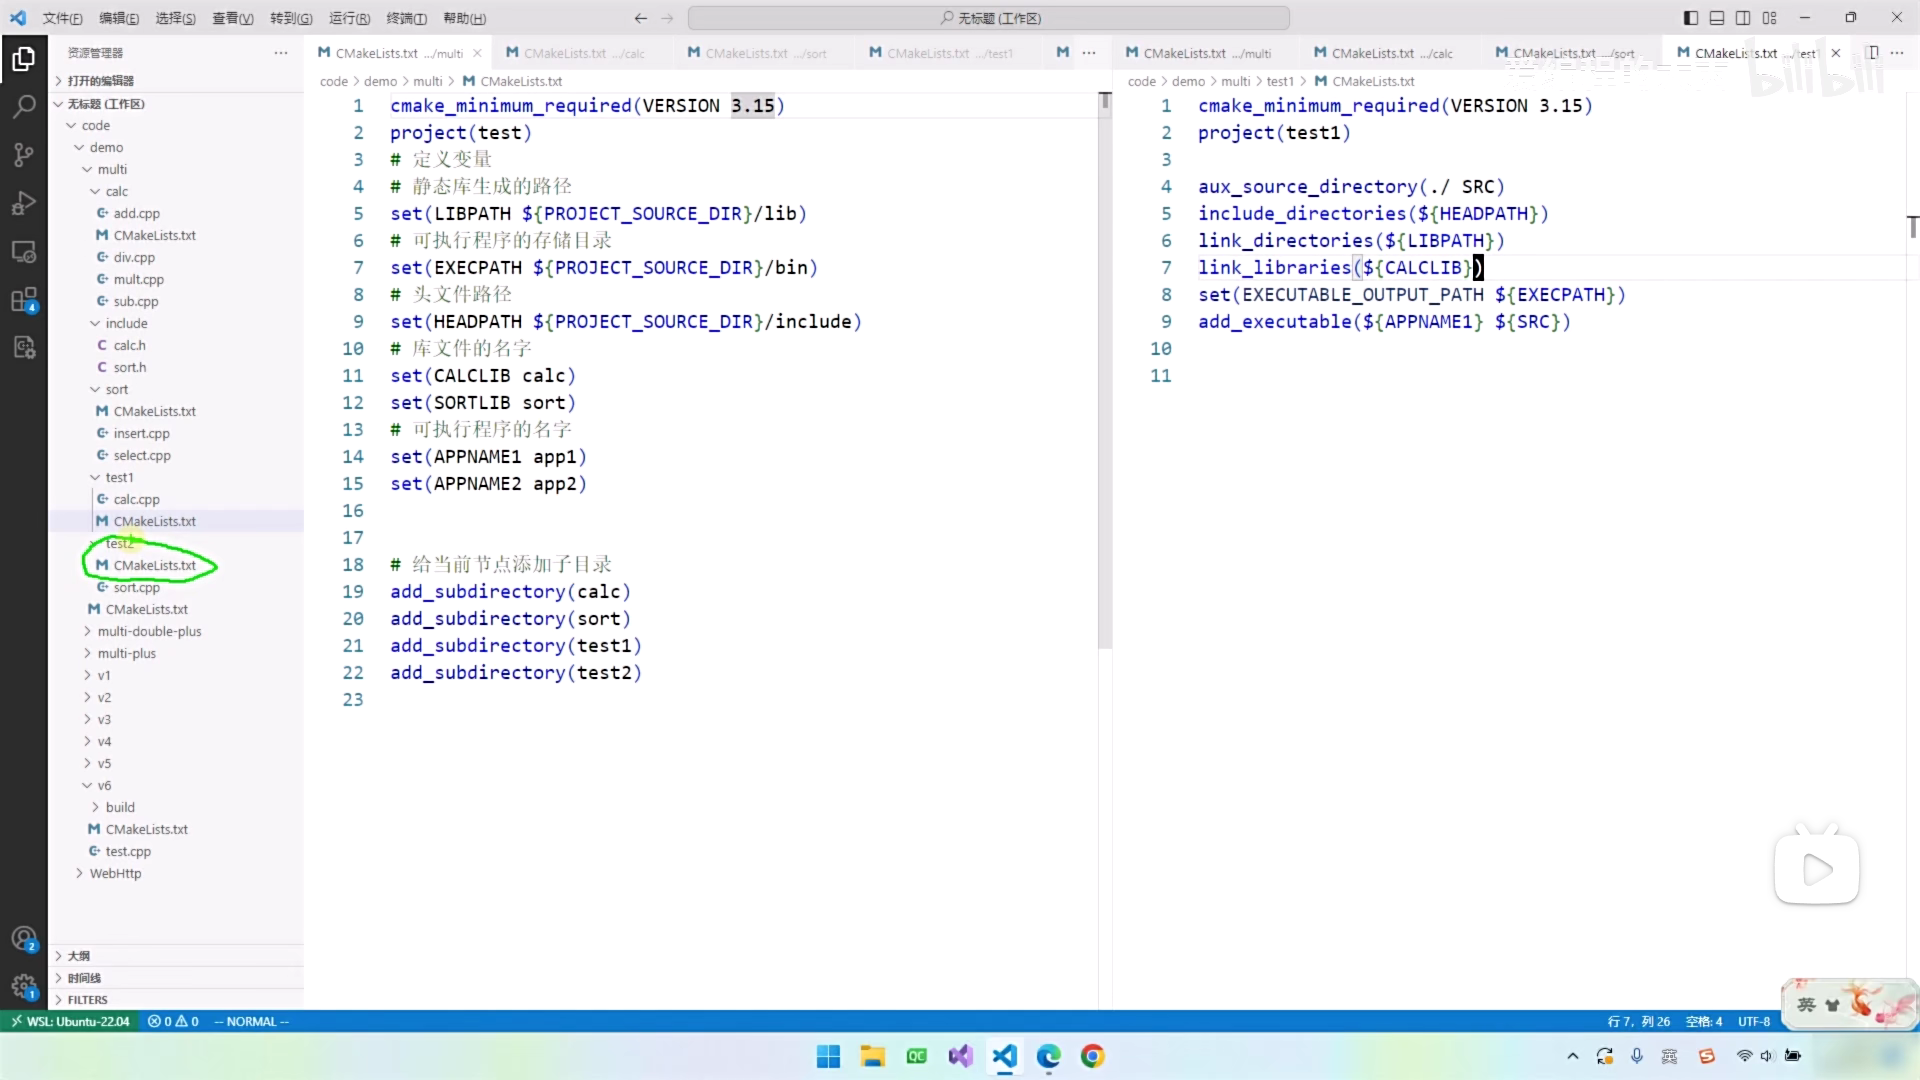 文件(F) 编辑(E) 选择(S) 查看(V) 转到(G) 运行(R) 终端(T) 帮助(H)
无标题 (工作区)
资源管理器
打开的编辑器
无标题 (工作区)
code
demo
multi
calc
add.cpp
CMakeLists.txt
div.cpp
mult.cpp
sub.cpp
include
calc.h
sort.h
sort
CMakeLists.txt
insert.cpp
select.cpp
test1
calc.cpp
CMakeLists.txt
test2
CMakeLists.txt
sort.cpp
CMakeLists.txt
multi-double-plus
multi-plus
v1
v2
v3
v4
v5
v6
build
CMakeLists.txt
test.cpp
WebHttp
大纲
时间线
FILTERS
4
2
1
CMakeLists.txt .../multi CMakeLists.txt .../calc CMakeLists.txt .../sort CMakeLists.txt .../test1
code > demo > multi > CMakeLists.txt
1 cmake_minimum_required(VERSION 3.15)
2 project(test)
3 # 定义变量
4 # 静态库生成的路径
5 set(LIBPATH ${PROJECT_SOURCE_DIR}/lib)
6 # 可执行程序的存储目录
7 set(EXECPATH ${PROJECT_SOURCE_DIR}/bin)
8 # 头文件路径
9 set(HEADPATH ${PROJECT_SOURCE_DIR}/include)
10 # 库文件的名字
11 set(CALCLIB calc)
12 set(SORTLIB sort)
13 # 可执行程序的名字
14 set(APPNAME1 app1)
15 set(APPNAME2 app2)
16
17
18 # 给当前节点添加子目录
19 add_subdirectory(calc)
20 add_subdirectory(sort)
21 add_subdirectory(test1)
22 add_subdirectory(test2)
23
CMakeLists.txt .../multi CMakeLists.txt .../calc CMakeLists.txt .../sort CMakeLists.txt .../test1
bilibili
code > demo > multi > test1 > CMakeLists.txt
1 cmake_minimum_required(VERSION 3.15)
2 project(test1)
3
4 aux_source_directory(./ SRC)
5 include_directories(${HEADPATH})
6 link_directories(${LIBPATH})
7 link_libraries(${CALCLIB})
8 set(EXECUTABLE_OUTPUT_PATH ${EXECPATH})
9 add_executable(${APPNAME1} ${SRC})
10
11
WSL: Ubuntu-22.04 0 0 -- NORMAL --
行 7，列 26 空格: 4 UTF-8
英
英